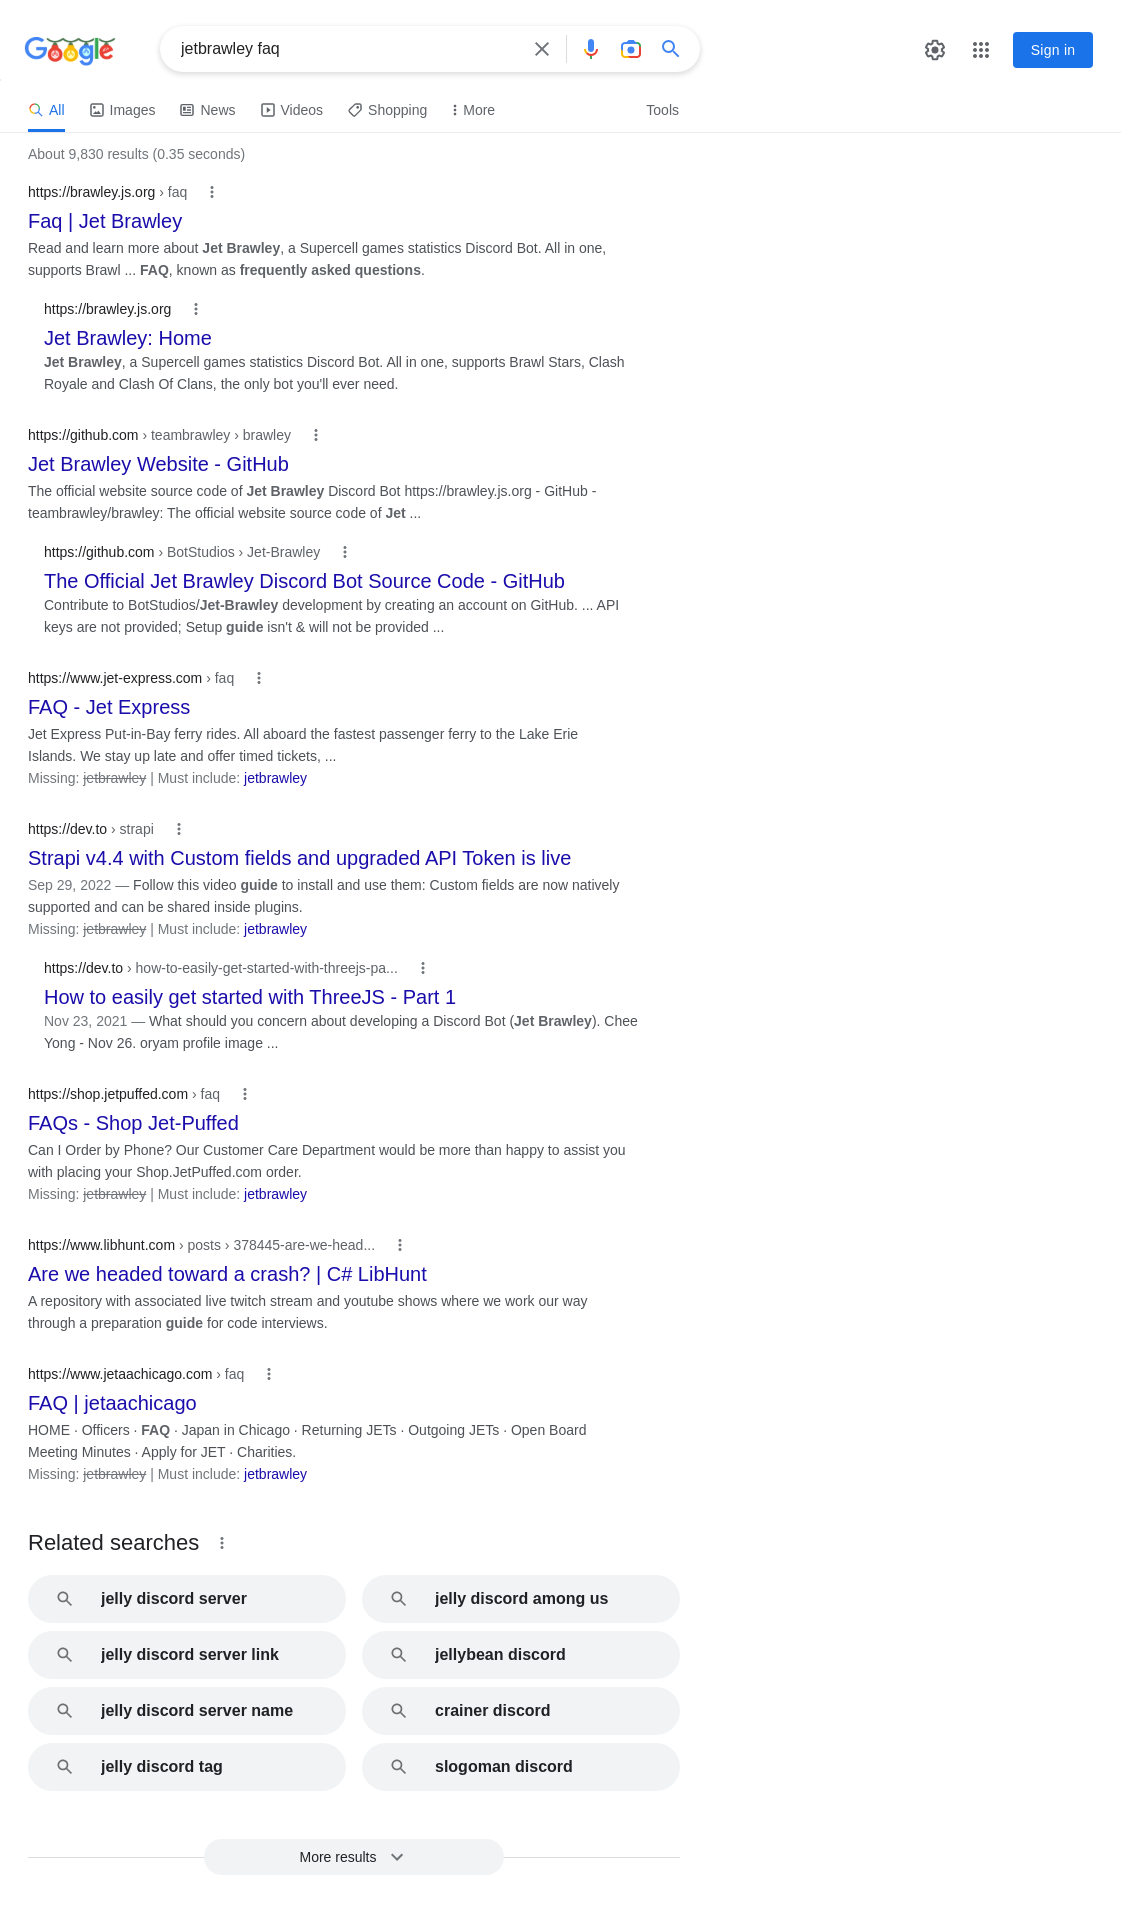 Google
jetbrawley faq
Sign in
All Images News Videos Shopping More Tools
About 9,830 results (0.35 seconds)
https://brawley.js.org › faq
Faq | Jet Brawley
Read and learn more about Jet Brawley, a Supercell games statistics Discord Bot. All in one,
supports Brawl ... FAQ, known as frequently asked questions.
https://brawley.js.org
Jet Brawley: Home
Jet Brawley, a Supercell games statistics Discord Bot. All in one, supports Brawl Stars, Clash
Royale and Clash Of Clans, the only bot you'll ever need.
https://github.com › teambrawley › brawley
Jet Brawley Website - GitHub
The official website source code of Jet Brawley Discord Bot https://brawley.js.org - GitHub -
teambrawley/brawley: The official website source code of Jet ...
https://github.com › BotStudios › Jet-Brawley
The Official Jet Brawley Discord Bot Source Code - GitHub
Contribute to BotStudios/Jet-Brawley development by creating an account on GitHub. ... API
keys are not provided; Setup guide isn't & will not be provided ...
https://www.jet-express.com › faq
FAQ - Jet Express
Jet Express Put-in-Bay ferry rides. All aboard the fastest passenger ferry to the Lake Erie
Islands. We stay up late and offer timed tickets, ...
Missing: jetbrawley | Must include: jetbrawley
https://dev.to › strapi
Strapi v4.4 with Custom fields and upgraded API Token is live
Sep 29, 2022 — Follow this video guide to install and use them: Custom fields are now natively
supported and can be shared inside plugins.
Missing: jetbrawley | Must include: jetbrawley
https://dev.to › how-to-easily-get-started-with-threejs-pa...
How to easily get started with ThreeJS - Part 1
Nov 23, 2021 — What should you concern about developing a Discord Bot (Jet Brawley). Chee
Yong - Nov 26. oryam profile image ...
https://shop.jetpuffed.com › faq
FAQs - Shop Jet-Puffed
Can I Order by Phone? Our Customer Care Department would be more than happy to assist you
with placing your Shop.JetPuffed.com order.
Missing: jetbrawley | Must include: jetbrawley
https://www.libhunt.com › posts › 378445-are-we-head...
Are we headed toward a crash? | C# LibHunt
A repository with associated live twitch stream and youtube shows where we work our way
through a preparation guide for code interviews.
https://www.jetaachicago.com › faq
FAQ | jetaachicago
HOME · Officers · FAQ · Japan in Chicago · Returning JETs · Outgoing JETs · Open Board
Meeting Minutes · Apply for JET · Charities.
Missing: jetbrawley | Must include: jetbrawley
Related searches
jelly discord server
jelly discord among us
jelly discord server link
jellybean discord
jelly discord server name
crainer discord
jelly discord tag
slogoman discord
More results